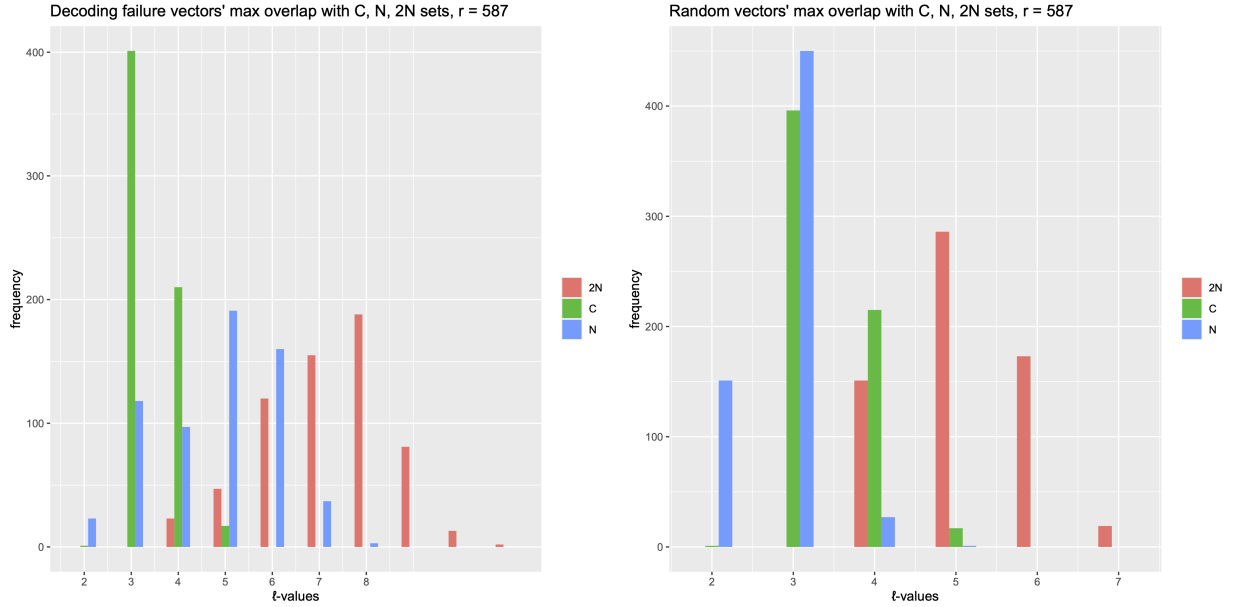 Decoding failure vectors' max overlap with C, N, 2N sets, r = 587
400
300
200
100
0
frequency
2 3 4 5 6 7 8
ℓ-values
2N
C
N
Random vectors' max overlap with C, N, 2N sets, r = 587
400
300
200
100
0
frequency
2 3 4 5 6 7
ℓ-values
2N
C
N